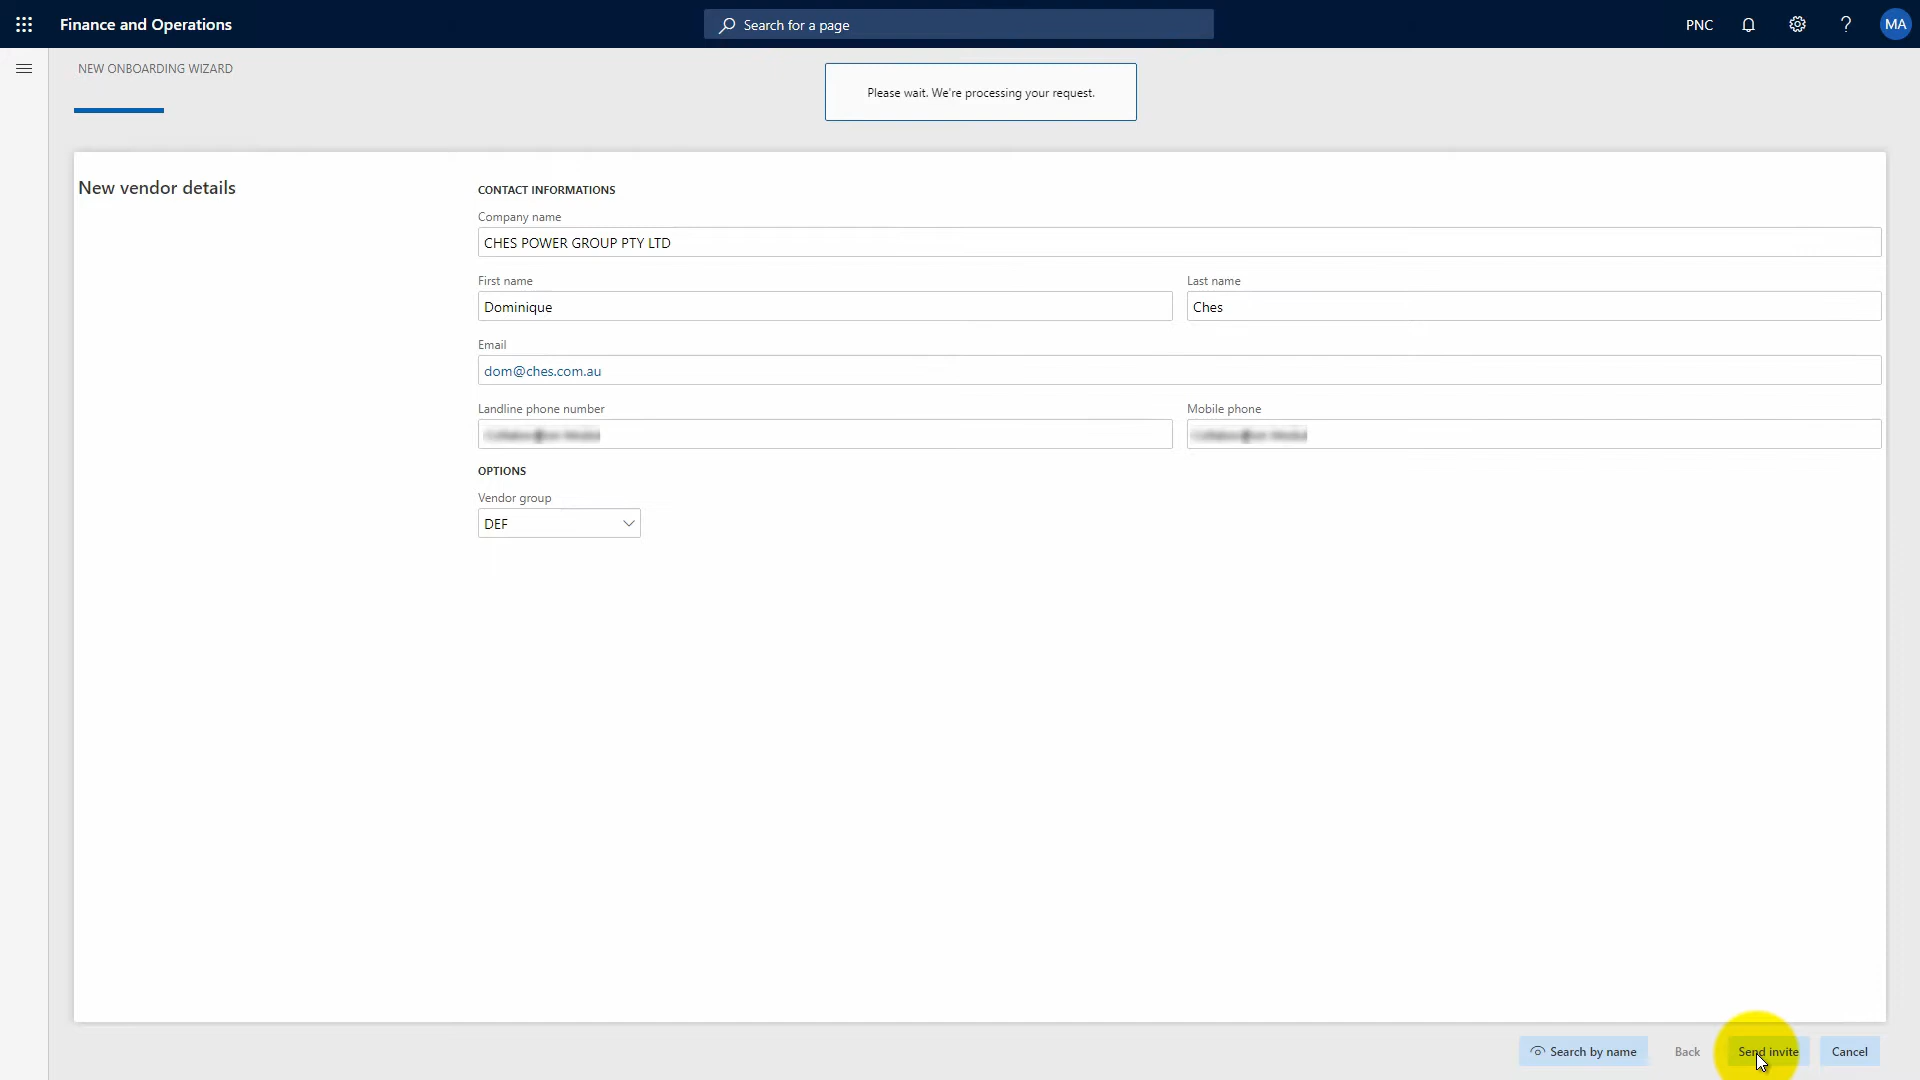 Finance and Operations
Search for a page
PNC
?
MA
NEW ONBOARDING WIZARD
Please wait. We're processing your request.
New vendor details
CONTACT INFORMATIONS
Company name
CHES POWER GROUP PTY LTD
First name
Last name
Dominique
Ches
Email
dom@ches.com.au
Landline phone number
Mobile phone
OPTIONS
Vendor group
DEF
Search by name
Back
Send invite
Cancel